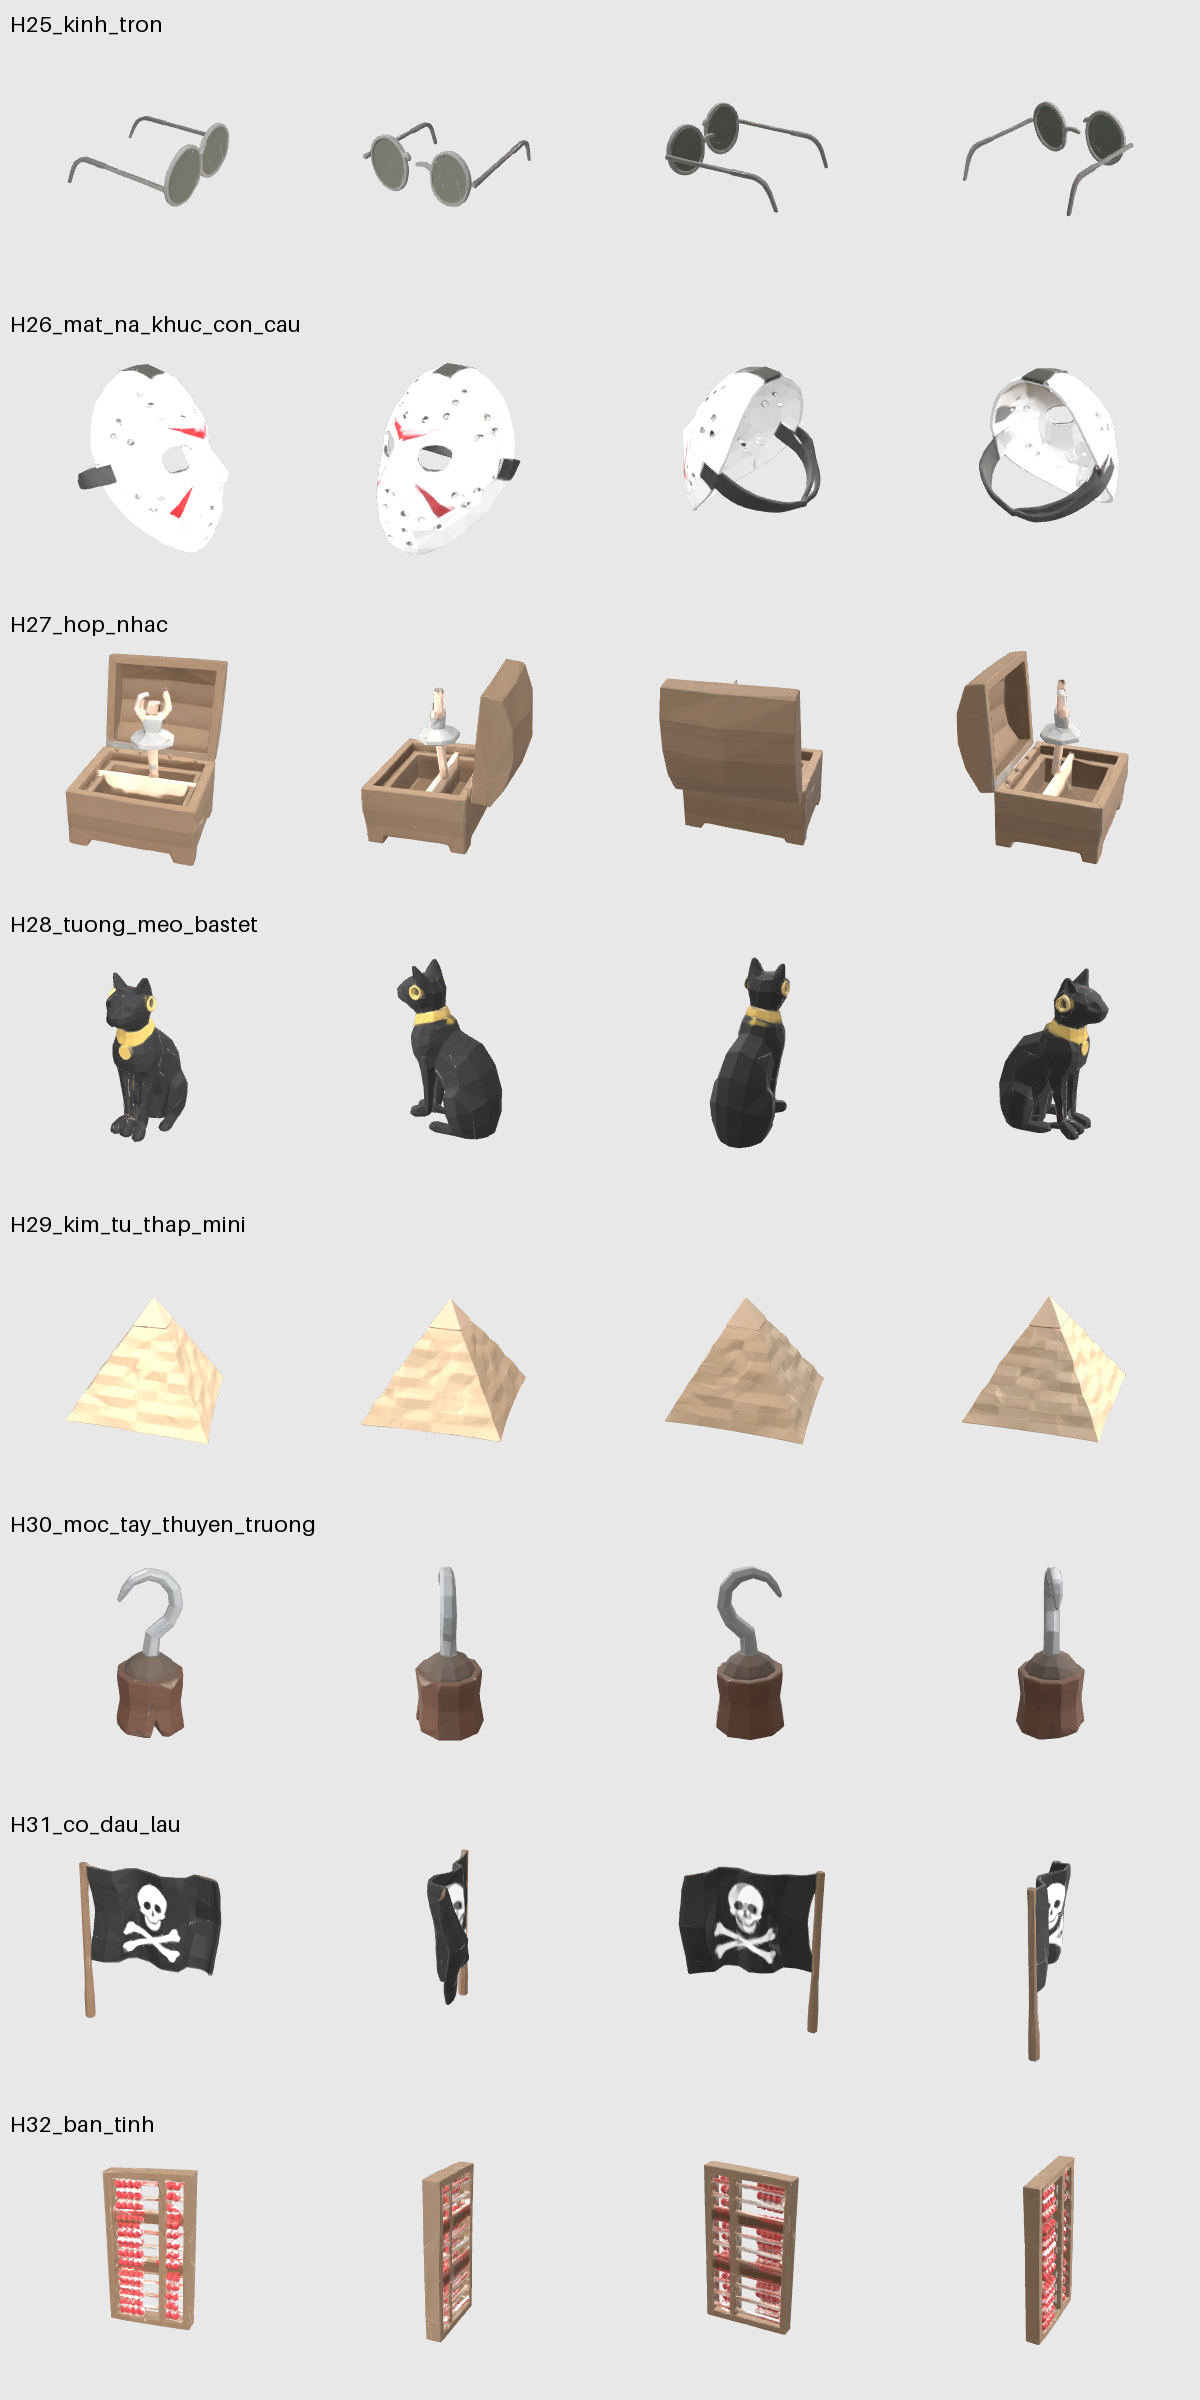 H25_kinh_tron
H26_mat_na_khuc_con_cau
H27_hop_nhac
H28_tuong_meo_bastet
H29_kim_tu_thap_mini
H30_moc_tay_thuyen_truong
H31_co_dau_lau
H32_ban_tinh